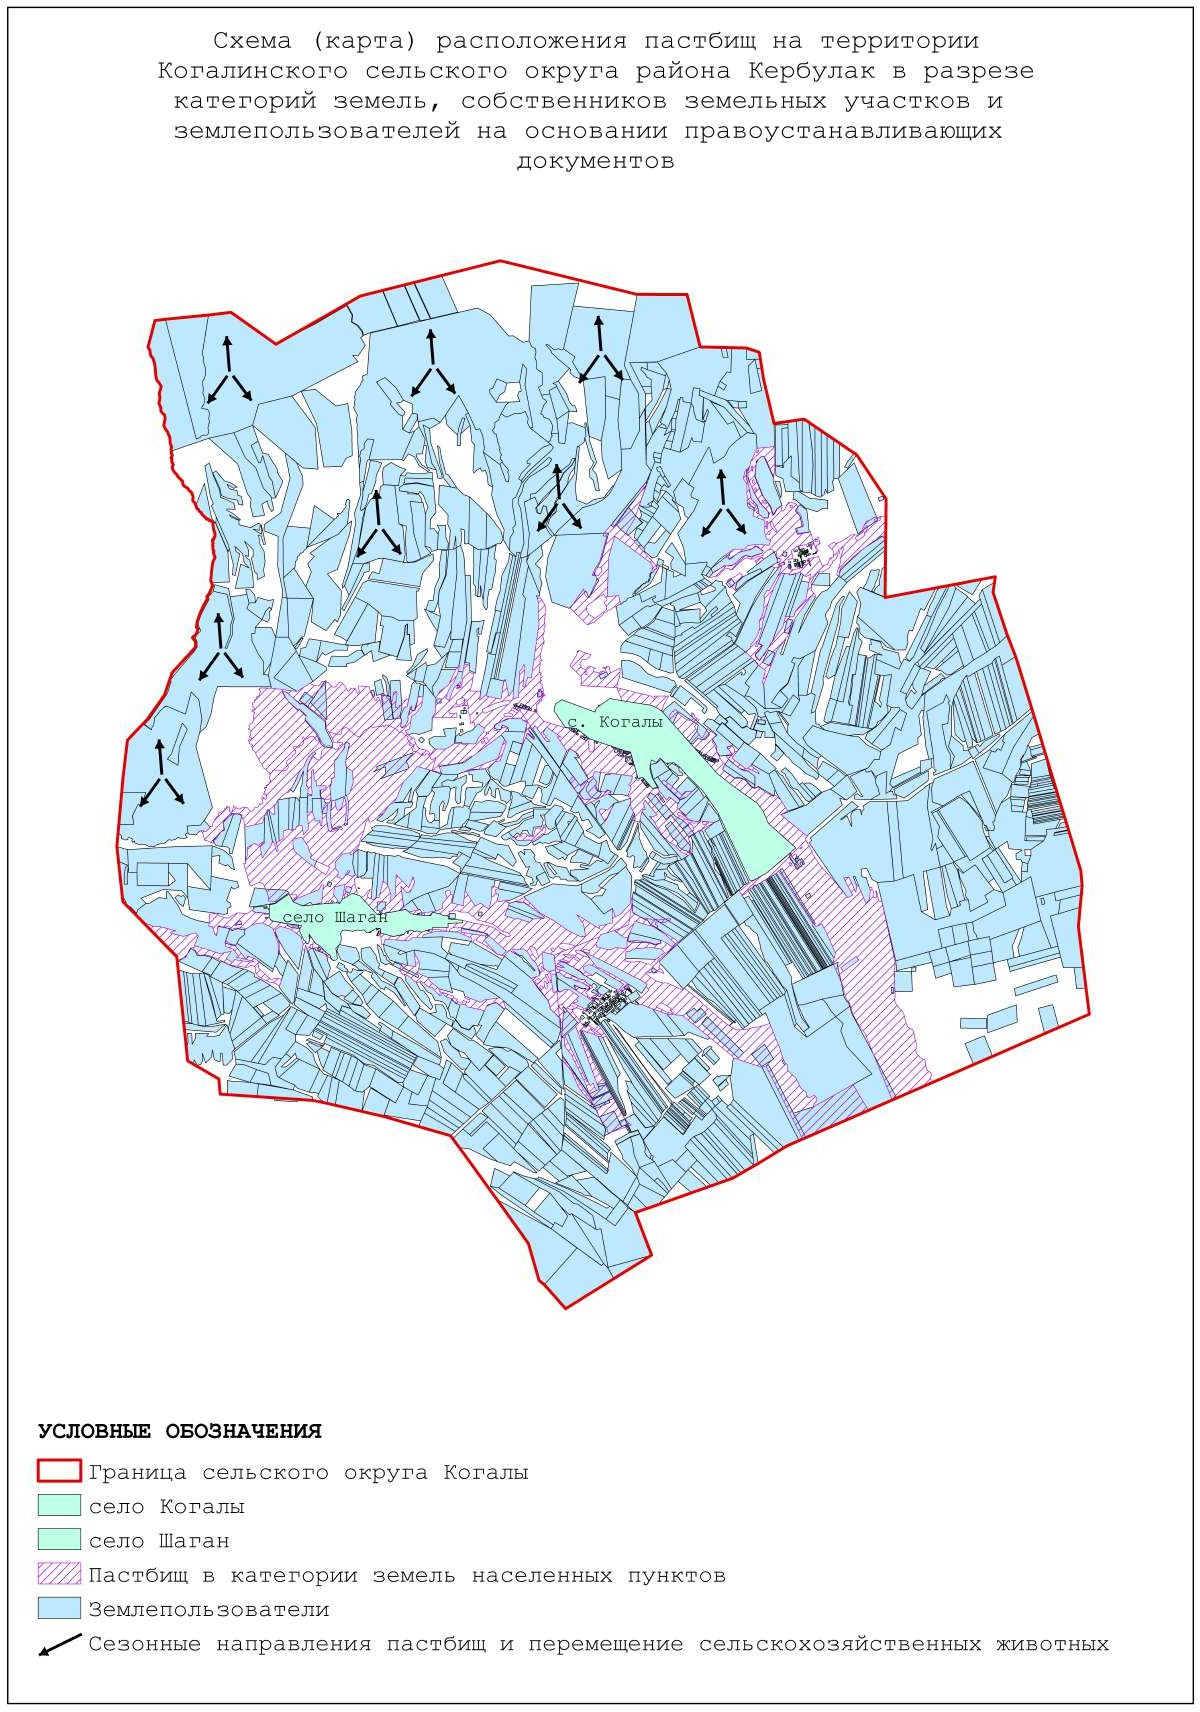 Схема (карта) расположения пастбищ на территории
Когалинского сельского округа района Кербулак в разрезе
категорий земель, собственников земельных участков и
землепользователей на основании правоустанавливающих
документов
с. Когалы
село Шаган
УСЛОВНЫЕ ОБОЗНАЧЕНИЯ
Граница сельского округа Когалы
село Когалы
село Шаган
Пастбищ в категории земель населенных пунктов
Землепользователи
Сезонные направления пастбищ и перемещение сельскохозяйственных животных